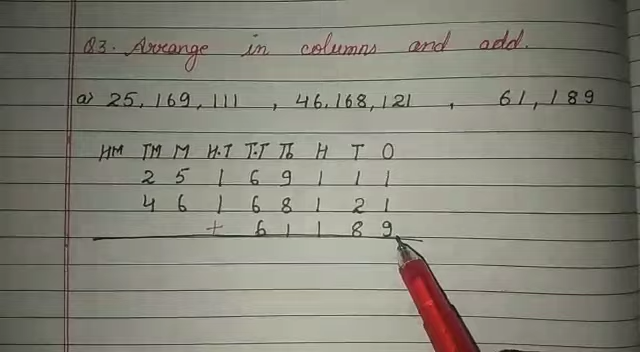 Q3. Arrange in columns and add.
a) 25,169,111 , 46,168,121 , 61,189
HM TM M H.T T.T Th H T O
2 5 1 6 9 1 1 1
4 6 1 6 8 1 2 1
+ 6 1 1 8 9